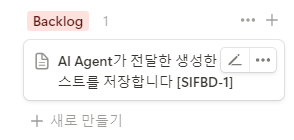 Backlog 1
AI Agent가 전달한 생성한
스트를 저장합니다 [SIFBD-1]
새로 만들기